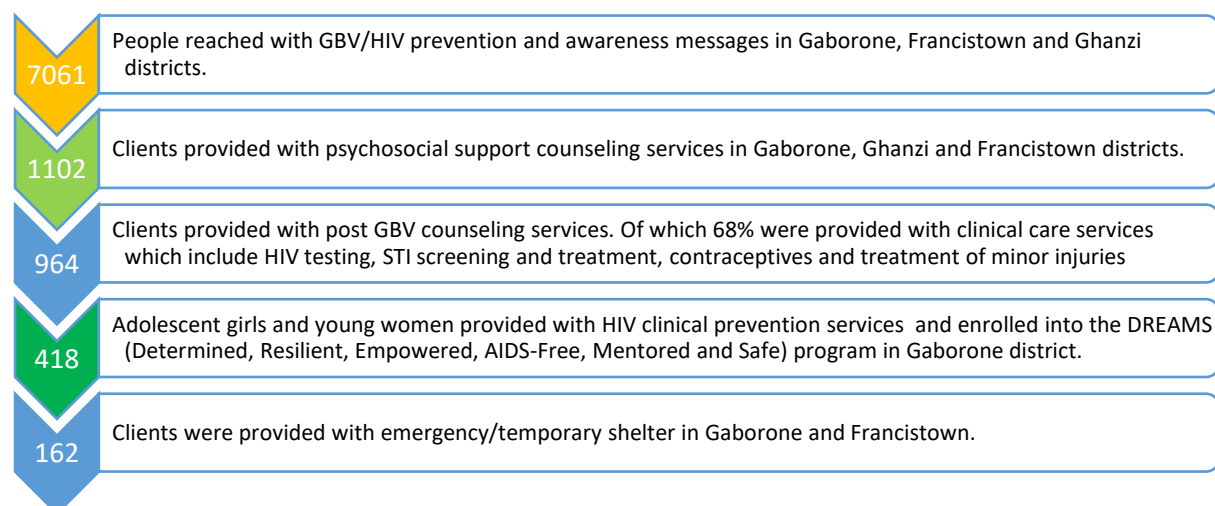 7061
People reached with GBV/HIV prevention and awareness messages in Gaborone, Francistown and Ghanzi
districts.
1102
Clients provided with psychosocial support counseling services in Gaborone, Ghanzi and Francistown districts.
964
Clients provided with post GBV counseling services. Of which 68% were provided with clinical care services
which include HIV testing, STI screening and treatment, contraceptives and treatment of minor injuries
418
Adolescent girls and young women provided with HIV clinical prevention services and enrolled into the DREAMS
(Determined, Resilient, Empowered, AIDS-Free, Mentored and Safe) program in Gaborone district.
162
Clients were provided with emergency/temporary shelter in Gaborone and Francistown.